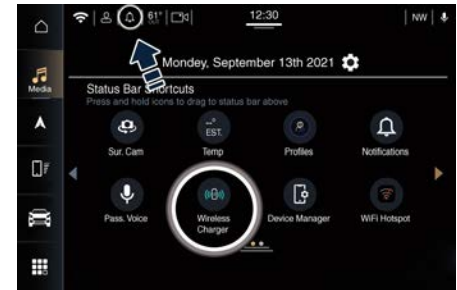 61° OUT
12:30
NW
Monday, September 13th 2021
Media
Status Bar Shortcuts
Press and hold icons to drag to status bar above
--°
EST.
Sur. Cam
Temp
Profiles
Notifications
Pass. Voice
Wireless
Charger
Device Manager
WiFi Hotspot